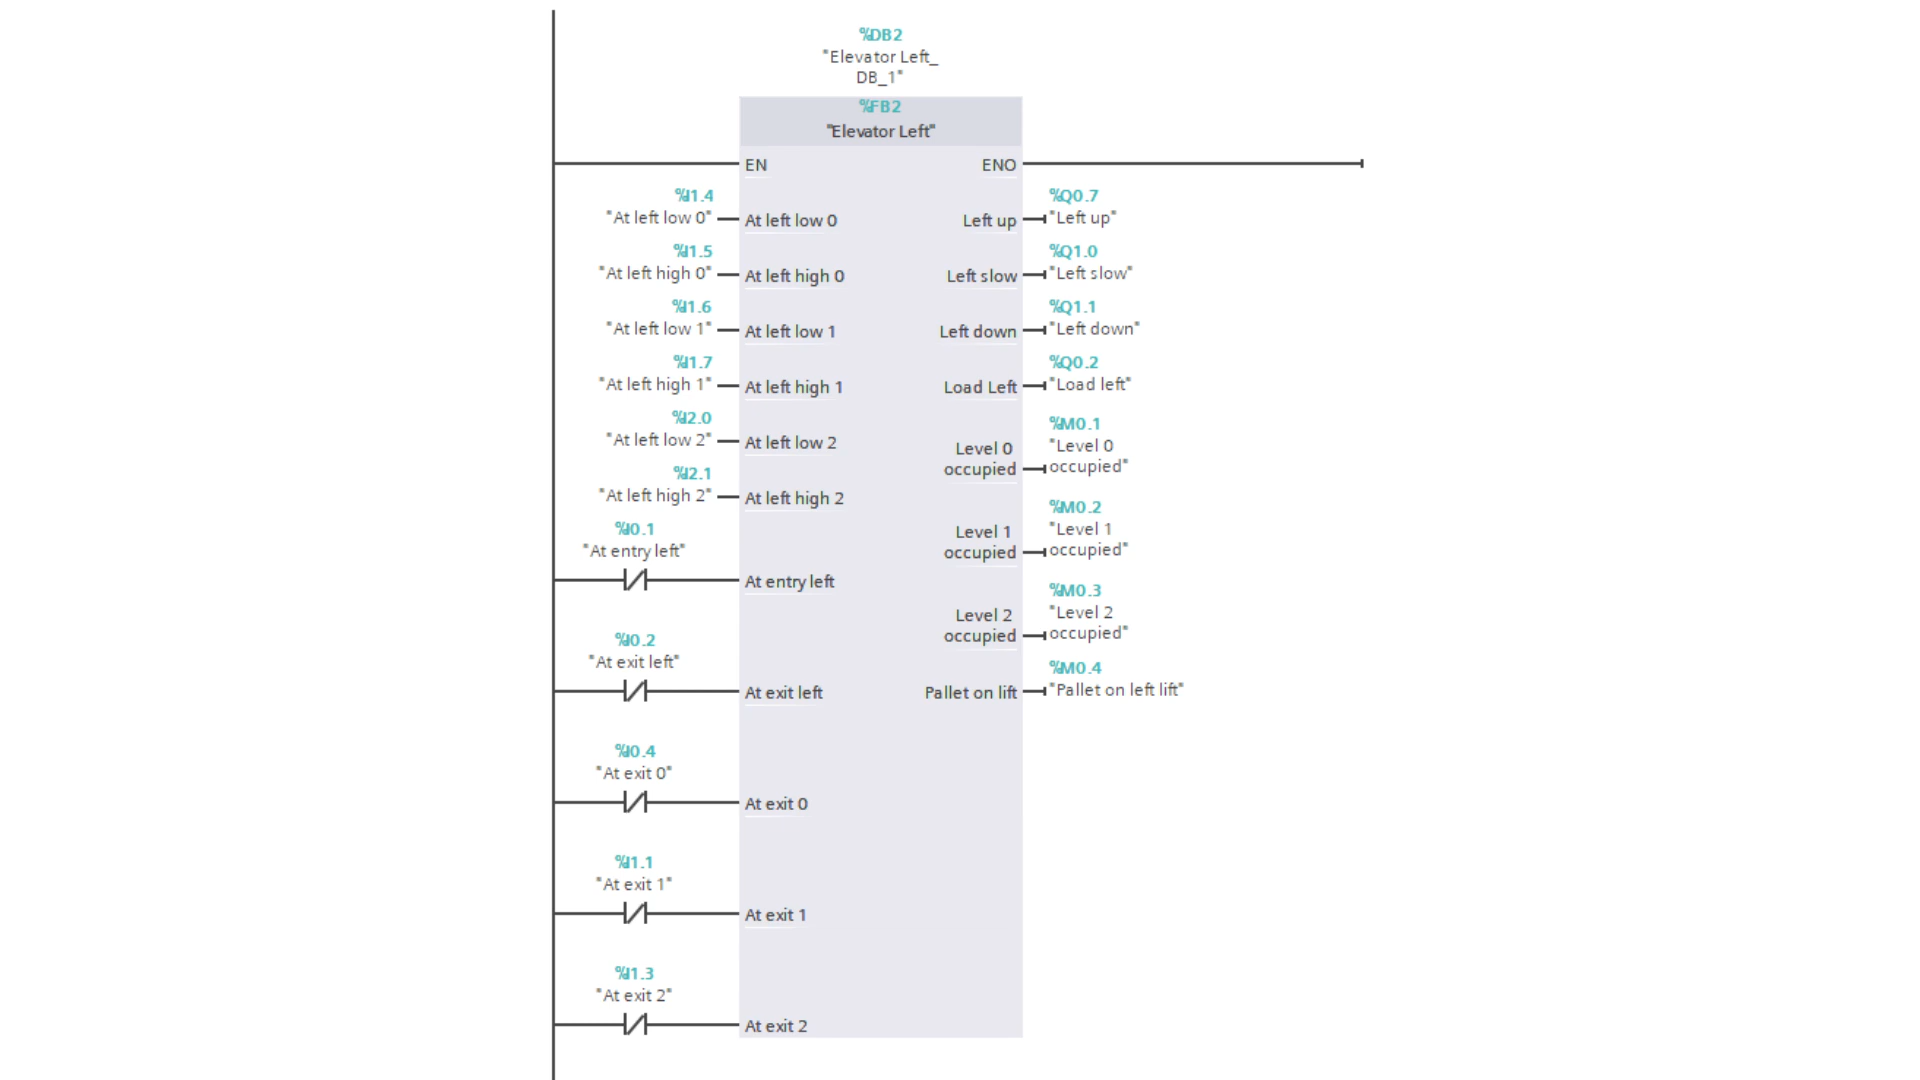 %DB2
"Elevator Left_
DB_1"
%FB2
"Elevator Left"
EN
ENO
%I1.4
"At left low 0"
At left low 0
Left up
%Q0.7
"Left up"
%I1.5
"At left high 0"
At left high 0
Left slow
%Q1.0
"Left slow"
%I1.6
"At left low 1"
At left low 1
Left down
%Q1.1
"Left down"
%I1.7
"At left high 1"
At left high 1
Load Left
%Q0.2
"Load left"
%I2.0
"At left low 2"
At left low 2
Level 0
occupied
%M0.1
"Level 0
occupied"
%I2.1
"At left high 2"
At left high 2
Level 1
occupied
%M0.2
"Level 1
occupied"
%I0.1
"At entry left"
At entry left
Level 2
occupied
%M0.3
"Level 2
occupied"
%I0.2
"At exit left"
At exit left
Pallet on lift
%M0.4
"Pallet on left lift"
%I0.4
"At exit 0"
At exit 0
%I1.1
"At exit 1"
At exit 1
%I1.3
"At exit 2"
At exit 2